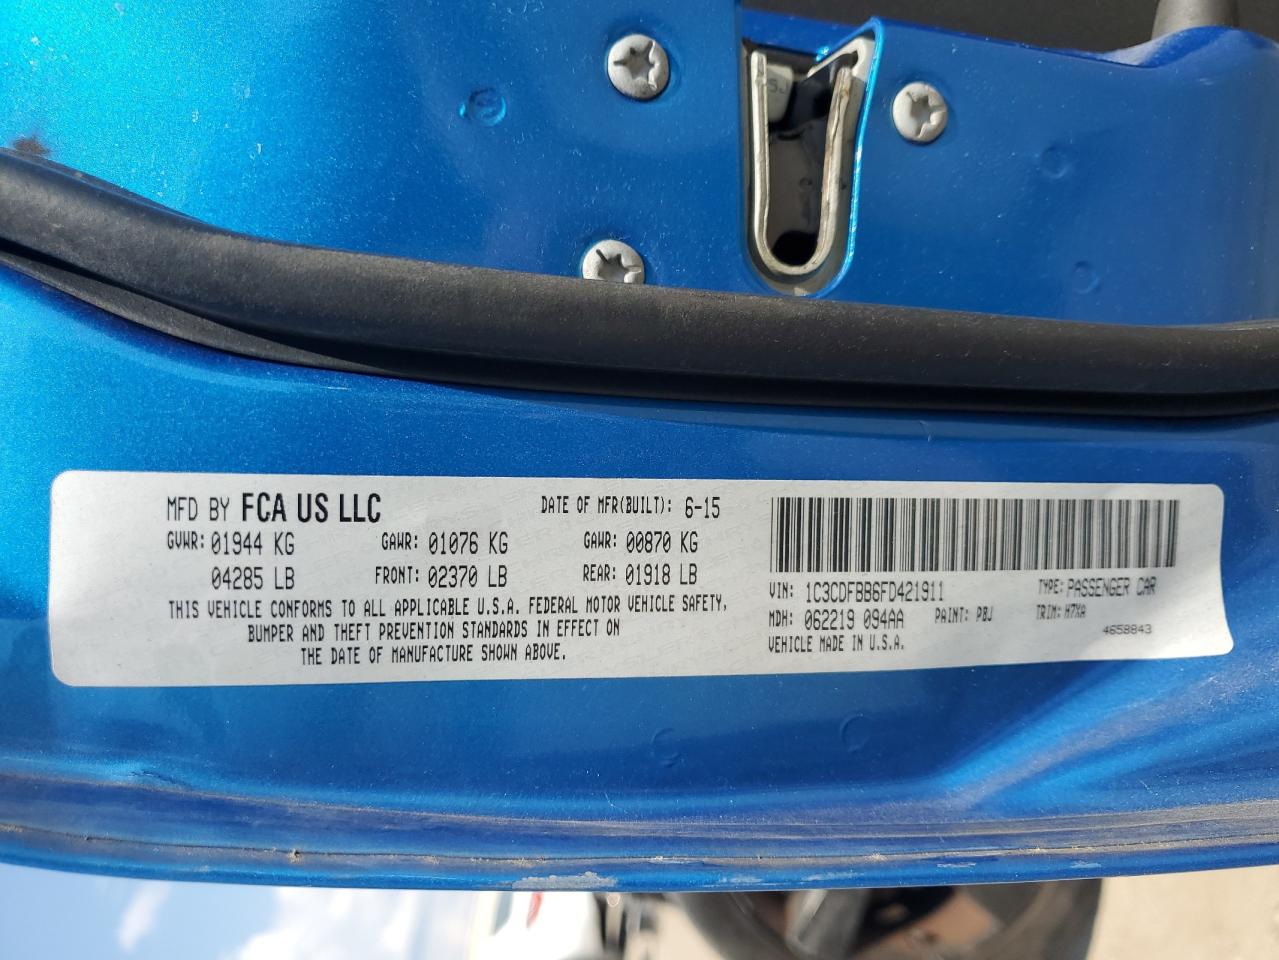 MFD BY FCA US LLC DATE OF MFR(BUILT): 6-15
GVWR: 01944 KG GAWR: 01076 KG GAWR: 00870 KG
04285 LB FRONT: 02370 LB REAR: 01918 LB
THIS VEHICLE CONFORMS TO ALL APPLICABLE U.S.A. FEDERAL MOTOR VEHICLE SAFETY,
BUMPER AND THEFT PREVENTION STANDARDS IN EFFECT ON
THE DATE OF MANUFACTURE SHOWN ABOVE.
VIN: 1C3CDFBB6FD421911 TYPE: PASSENGER CAR
MDH: 062219 094AA PAINT: PBJ TRIM: H7XA
VEHICLE MADE IN U.S.A. 4658843